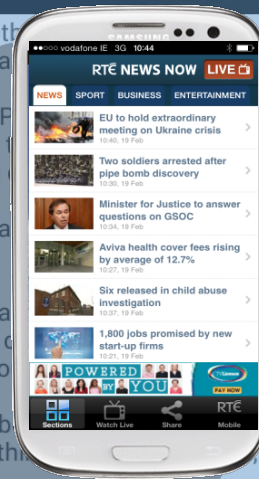 SAMSUNG
vodafone IE 3G 10:44
RTÉ NEWS NOW LIVE
NEWS SPORT BUSINESS ENTERTAINMENT
EU to hold extraordinary
meeting on Ukraine crisis
10:40, 19 Feb
Two soldiers arrested after
pipe bomb discovery
10:30, 19 Feb
Minister for Justice to answer
questions on GSOC
10:34, 19 Feb
Aviva health cover fees rising
by average of 12.7%
10:27, 19 Feb
Six released in child abuse
investigation
10:37, 19 Feb
1,800 jobs promised by new
start-up firms
10:21, 19 Feb
POWERED
BY YOU
TV Licence
PAY NOW
Sections Watch Live Share RTÉ Mobile